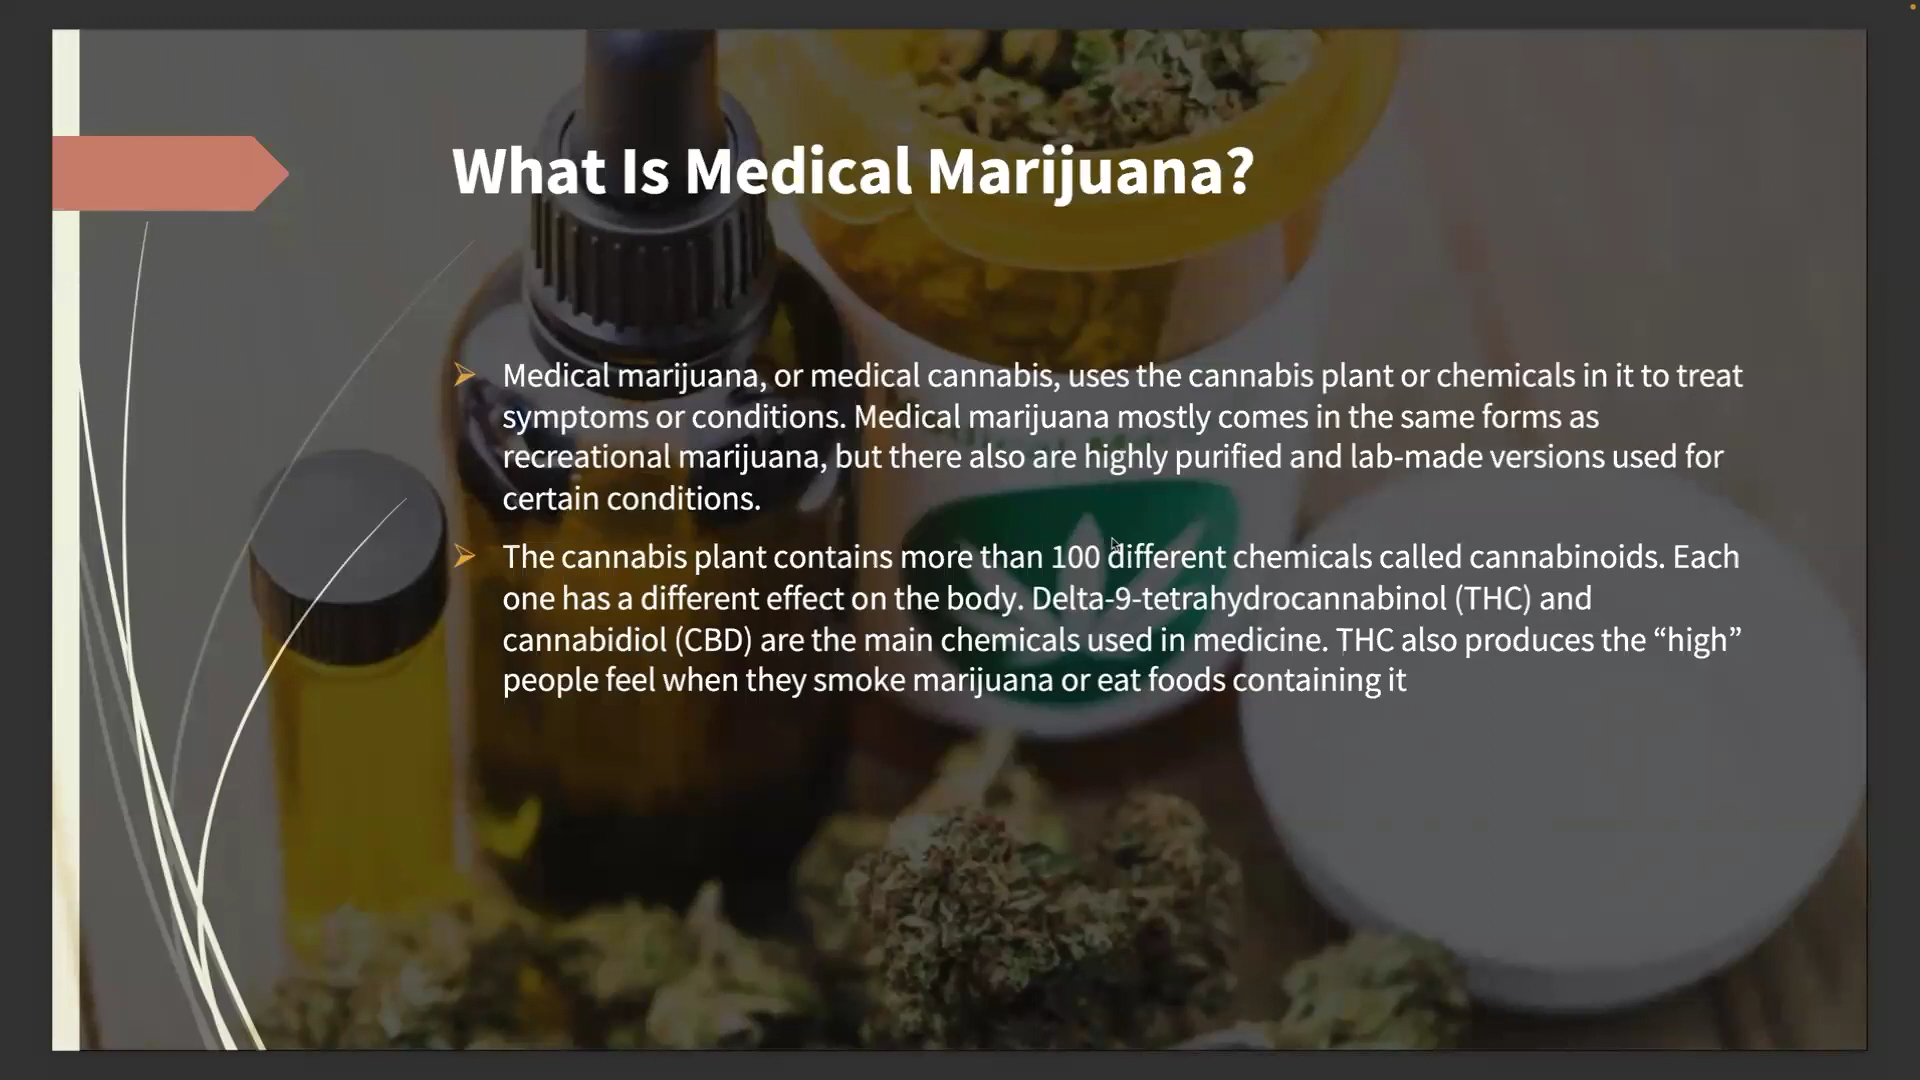 What Is Medical Marijuana?
Medical marijuana, or medical cannabis, uses the cannabis plant or chemicals in it to treat
symptoms or conditions. Medical marijuana mostly comes in the same forms as
recreational marijuana, but there also are highly purified and lab-made versions used for
certain conditions.
The cannabis plant contains more than 100 different chemicals called cannabinoids. Each
one has a different effect on the body. Delta-9-tetrahydrocannabinol (THC) and
cannabidiol (CBD) are the main chemicals used in medicine. THC also produces the “high”
people feel when they smoke marijuana or eat foods containing it